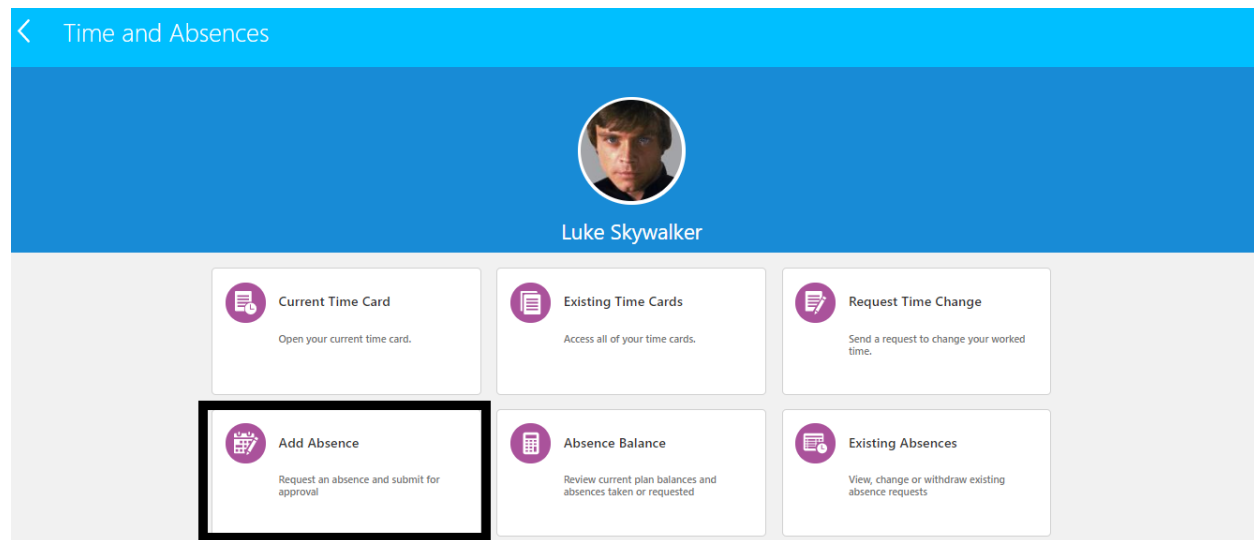 Time and Absences
Luke Skywalker
Current Time Card
Open your current time card.
Existing Time Cards
Access all of your time cards.
Request Time Change
Send a request to change your worked
time.
Add Absence
Request an absence and submit for
approval
Absence Balance
Review current plan balances and
absences taken or requested
Existing Absences
View, change or withdraw existing
absence requests